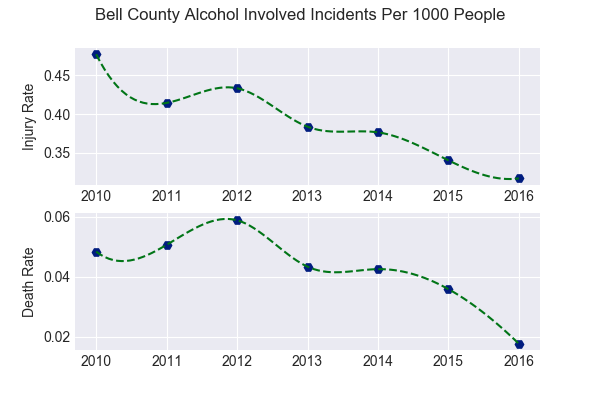 Bell County Alcohol Involved Incidents Per 1000 People
Injury Rate
0.45
0.40
0.35
2010 2011 2012 2013 2014 2015 2016
Death Rate
0.06
0.04
0.02
2010 2011 2012 2013 2014 2015 2016